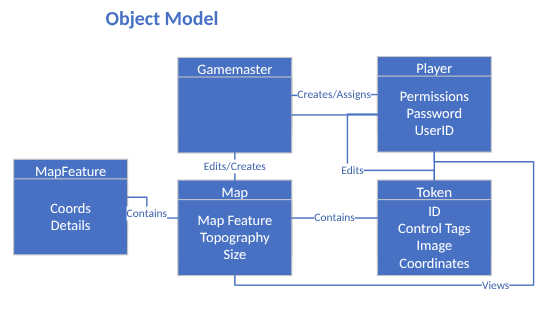 Object Model
Gamemaster
Player
Permissions
Password
UserID
Creates/Assigns
Edits/Creates
Edits
MapFeature
Coords
Details
Contains
Map
Map Feature
Topography
Size
Contains
Token
ID
Control Tags
Image
Coordinates
Views